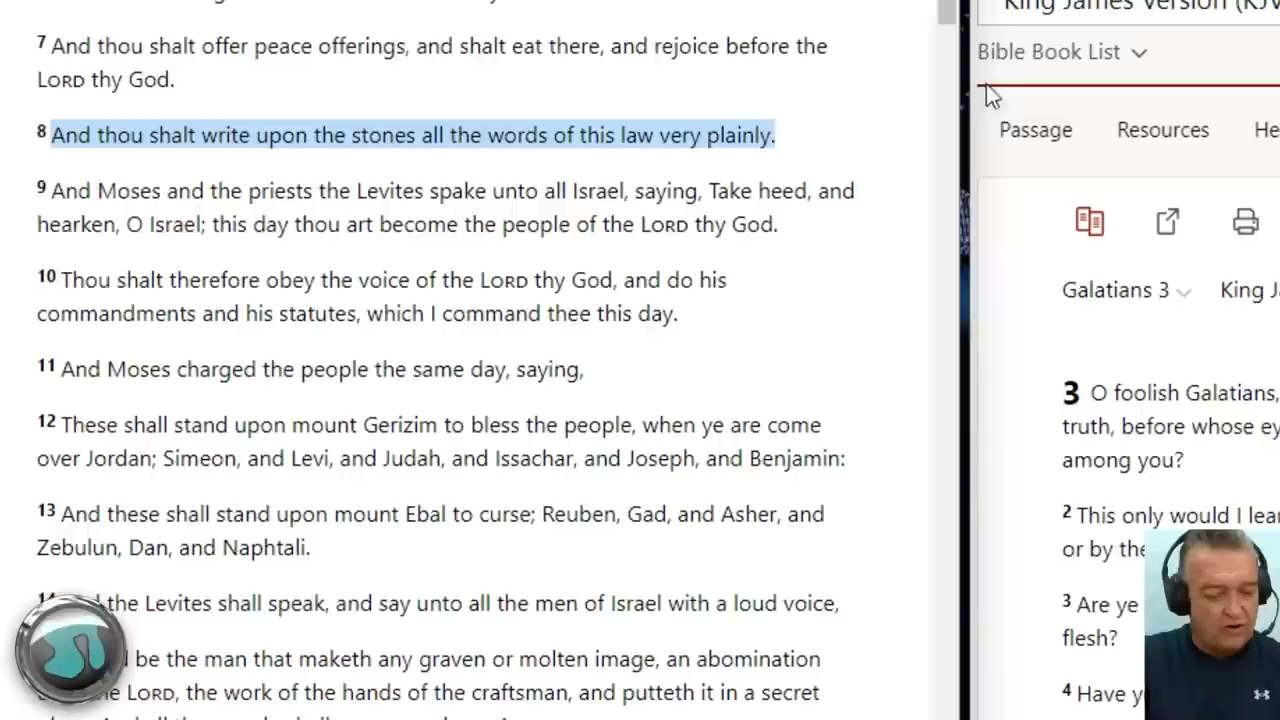 7 And thou shalt offer peace offerings, and shalt eat there, and rejoice before the
LORD thy God.
8 And thou shalt write upon the stones all the words of this law very plainly.
9 And Moses and the priests the Levites spake unto all Israel, saying, Take heed, and
hearken, O Israel; this day thou art become the people of the LORD thy God.
10 Thou shalt therefore obey the voice of the LORD thy God, and do his
commandments and his statutes, which I command thee this day.
11 And Moses charged the people the same day, saying,
12 These shall stand upon mount Gerizim to bless the people, when ye are come
over Jordan; Simeon, and Levi, and Judah, and Issachar, and Joseph, and Benjamin:
13 And these shall stand upon mount Ebal to curse; Reuben, Gad, and Asher, and
Zebulun, Dan, and Naphtali.
the Levites shall speak, and say unto all the men of Israel with a loud voice,
be the man that maketh any graven or molten image, an abomination
LORD, the work of the hands of the craftsman, and putteth it in a secret
King James Version (KJV
Bible Book List
Passage Resources He
Galatians 3 King J
3 O foolish Galatians,
truth, before whose ey
among you?
2 This only would I lear
or by the
3 Are ye
flesh?
4 Have y